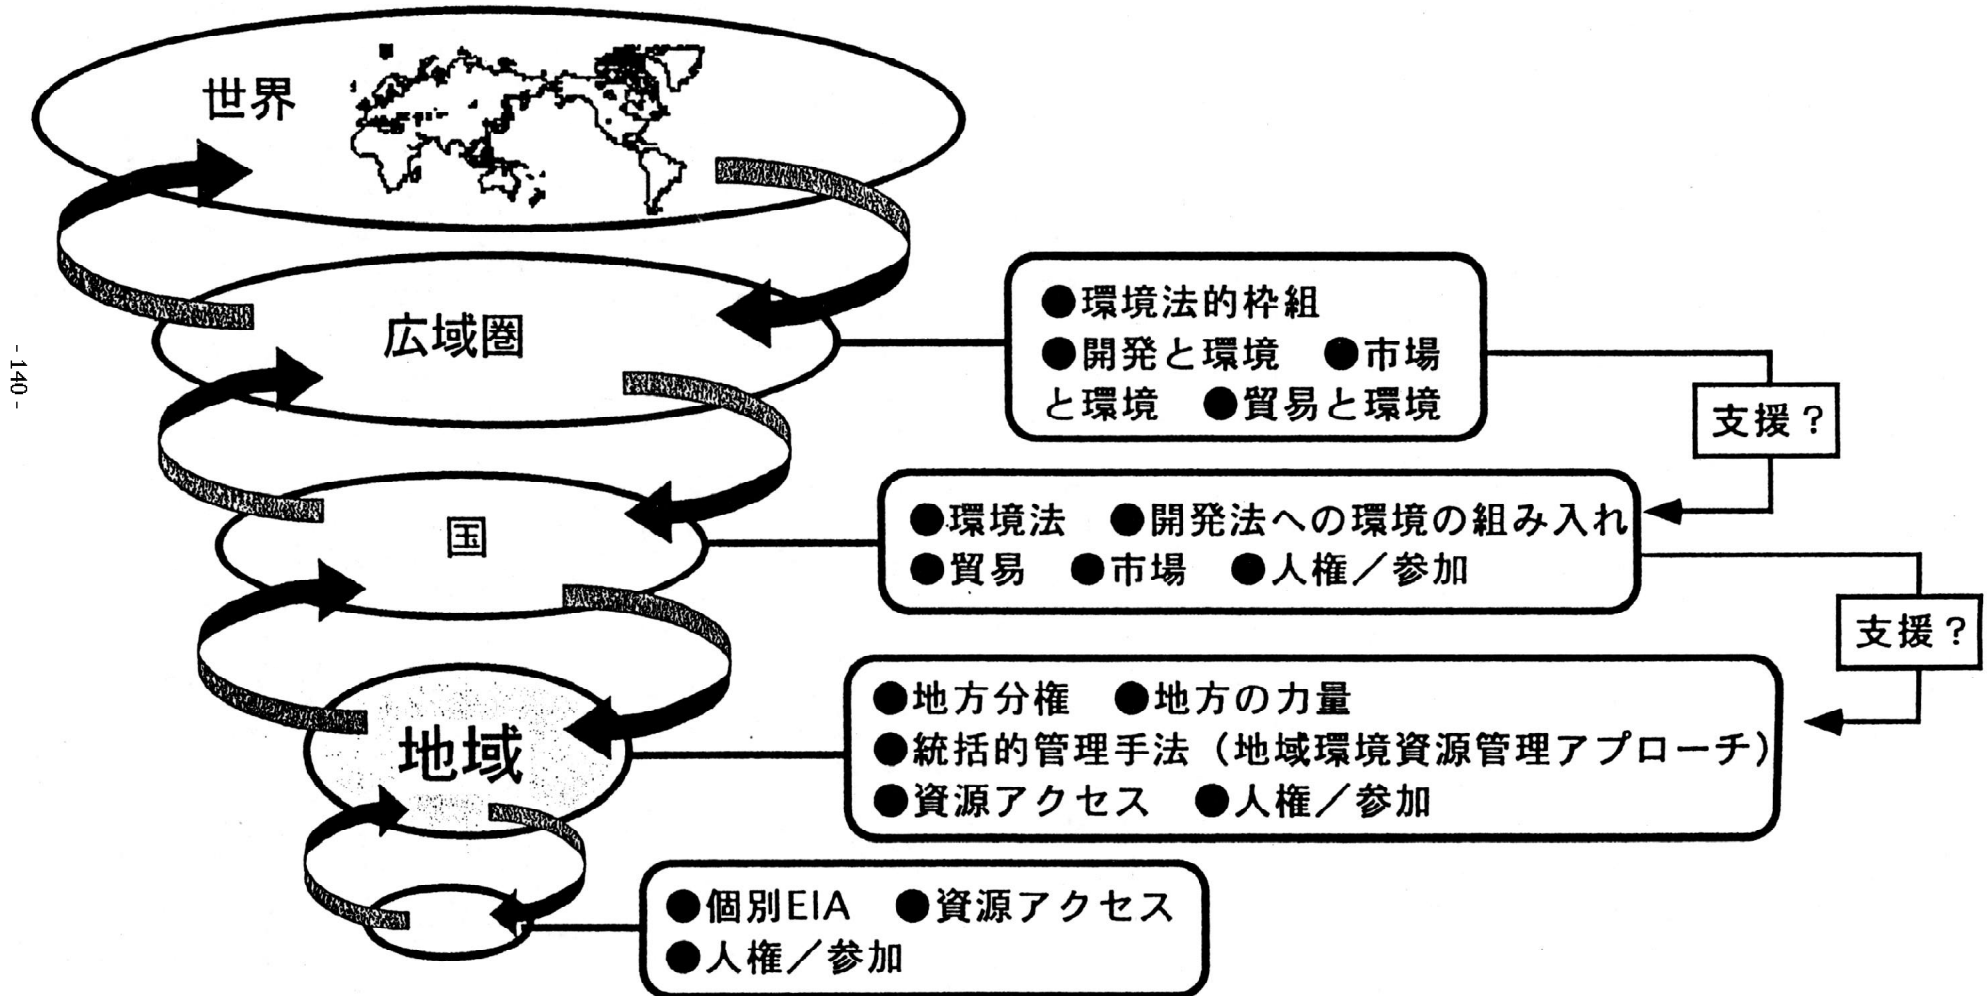 世界
広域圏
●環境法的枠組
●開発と環境　●市場
と環境　●貿易と環境
支援？
国
●環境法　●開発法への環境の組み入れ
●貿易　●市場　●人権／参加
支援？
地域
●地方分権　●地方の力量
●統括的管理手法（地域環境資源管理アプローチ）
●資源アクセス　●人権／参加
●個別EIA　●資源アクセス
●人権／参加
- 140 -